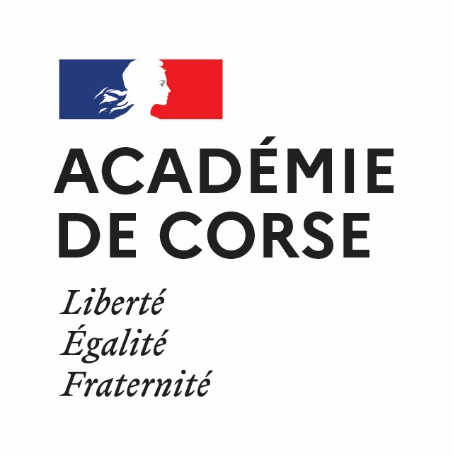 ACADÉMIE
DE CORSE
Liberté
Égalité
Fraternité